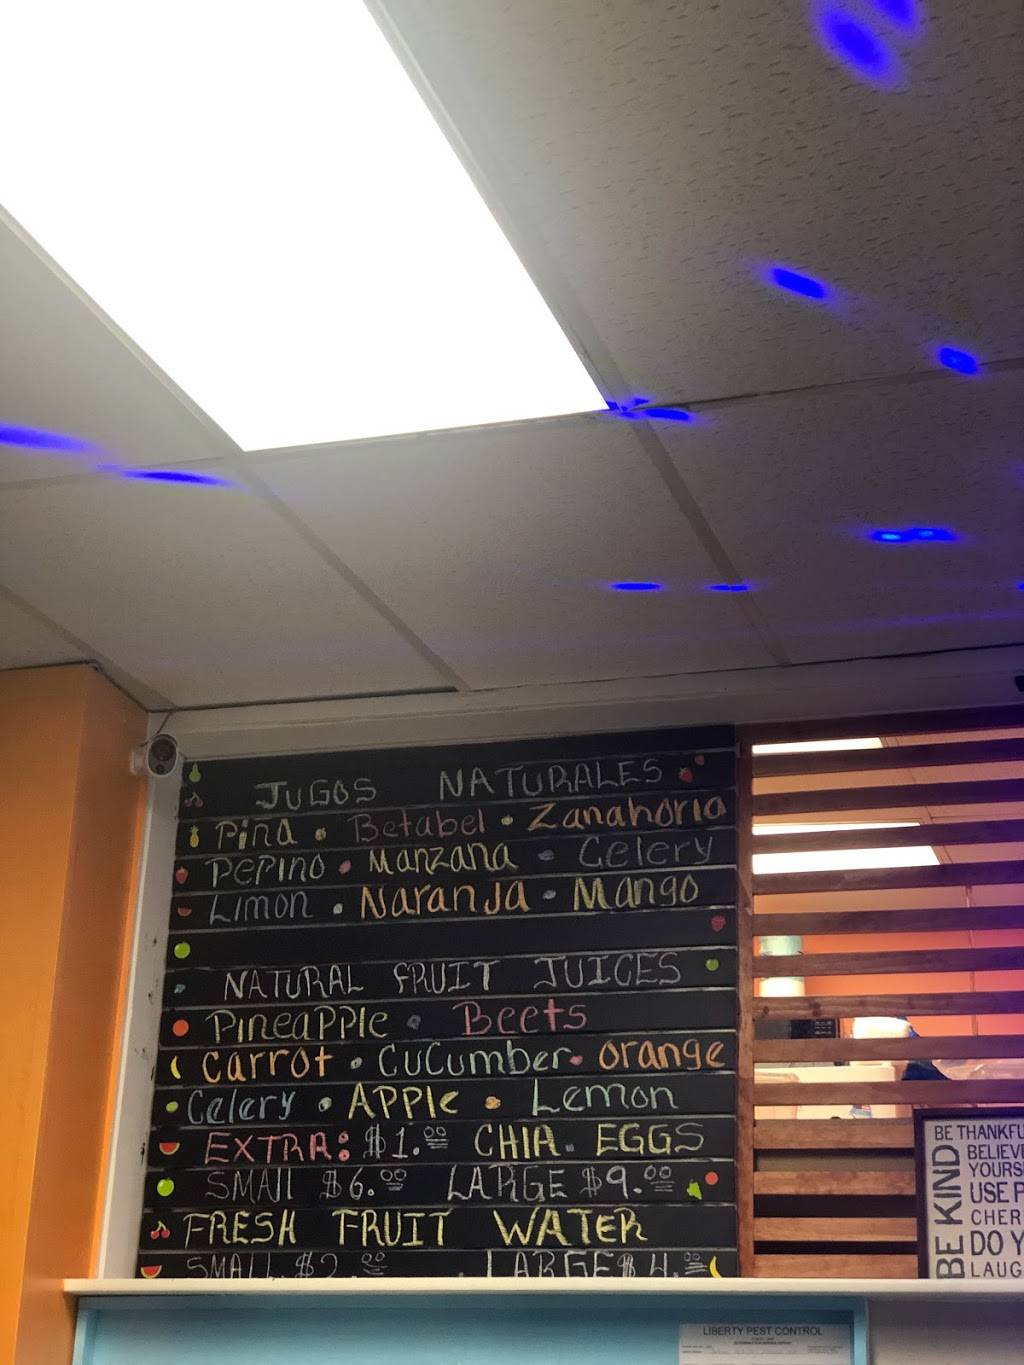 JUGOS NATURALES
Piña • Betabel • Zanahoria
PEPINO • Manzana • Celery
Limon • Naranja • Mango
NATURAL FRUIT JUICES
PineaPPle • Beets
Carrot • CuCumber • orange
Celery • APPle • Lemon
EXTRA: $1.00 CHIA. EGGS
SMAll $6.00 LARGE $9.00
FRESH FRUIT WATER
SMALL $2.00 LARGE $4.00
BE KIND
BE THANKFU
BELIEVE
YOURS
USE P
CHER
DO Y
LAUG
LIBERTY PEST CONTROL